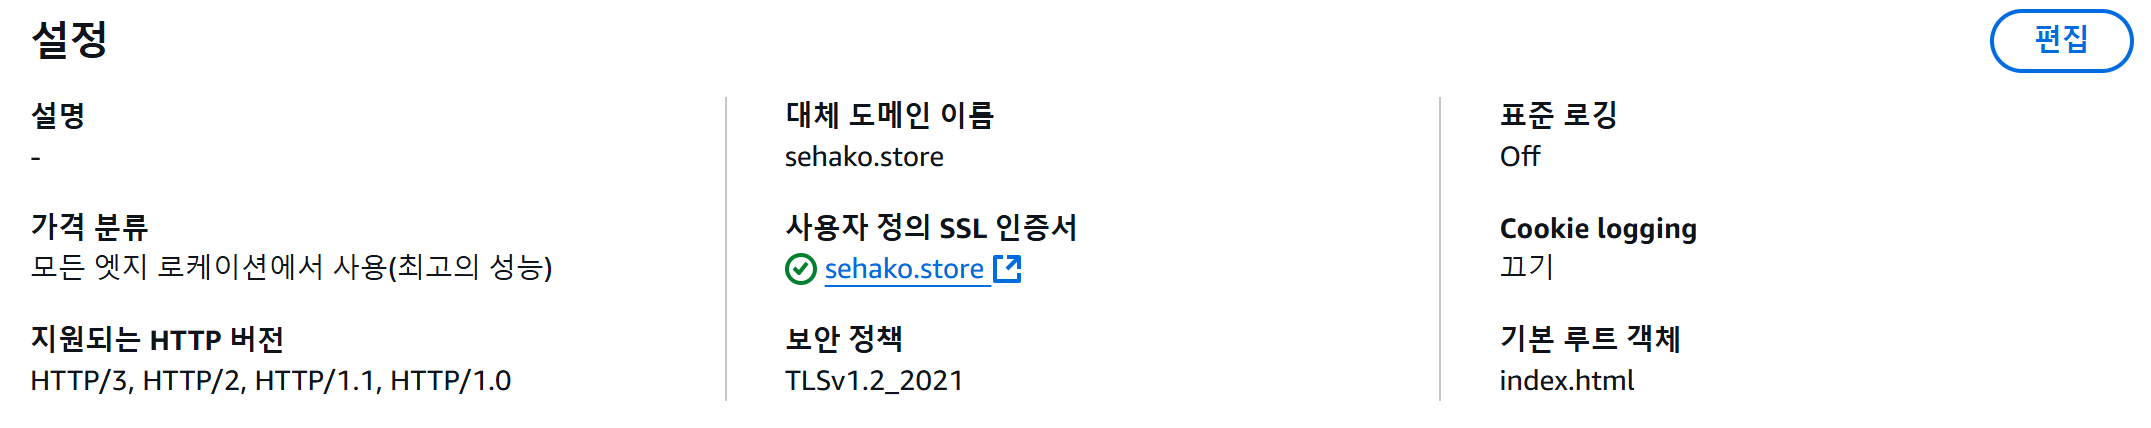 설정
편집
설명
-
가격 분류
모든 엣지 로케이션에서 사용(최고의 성능)
지원되는 HTTP 버전
HTTP/3, HTTP/2, HTTP/1.1, HTTP/1.0
대체 도메인 이름
sehako.store
사용자 정의 SSL 인증서
sehako.store
보안 정책
TLSv1.2_2021
표준 로깅
Off
Cookie logging
끄기
기본 루트 객체
index.html